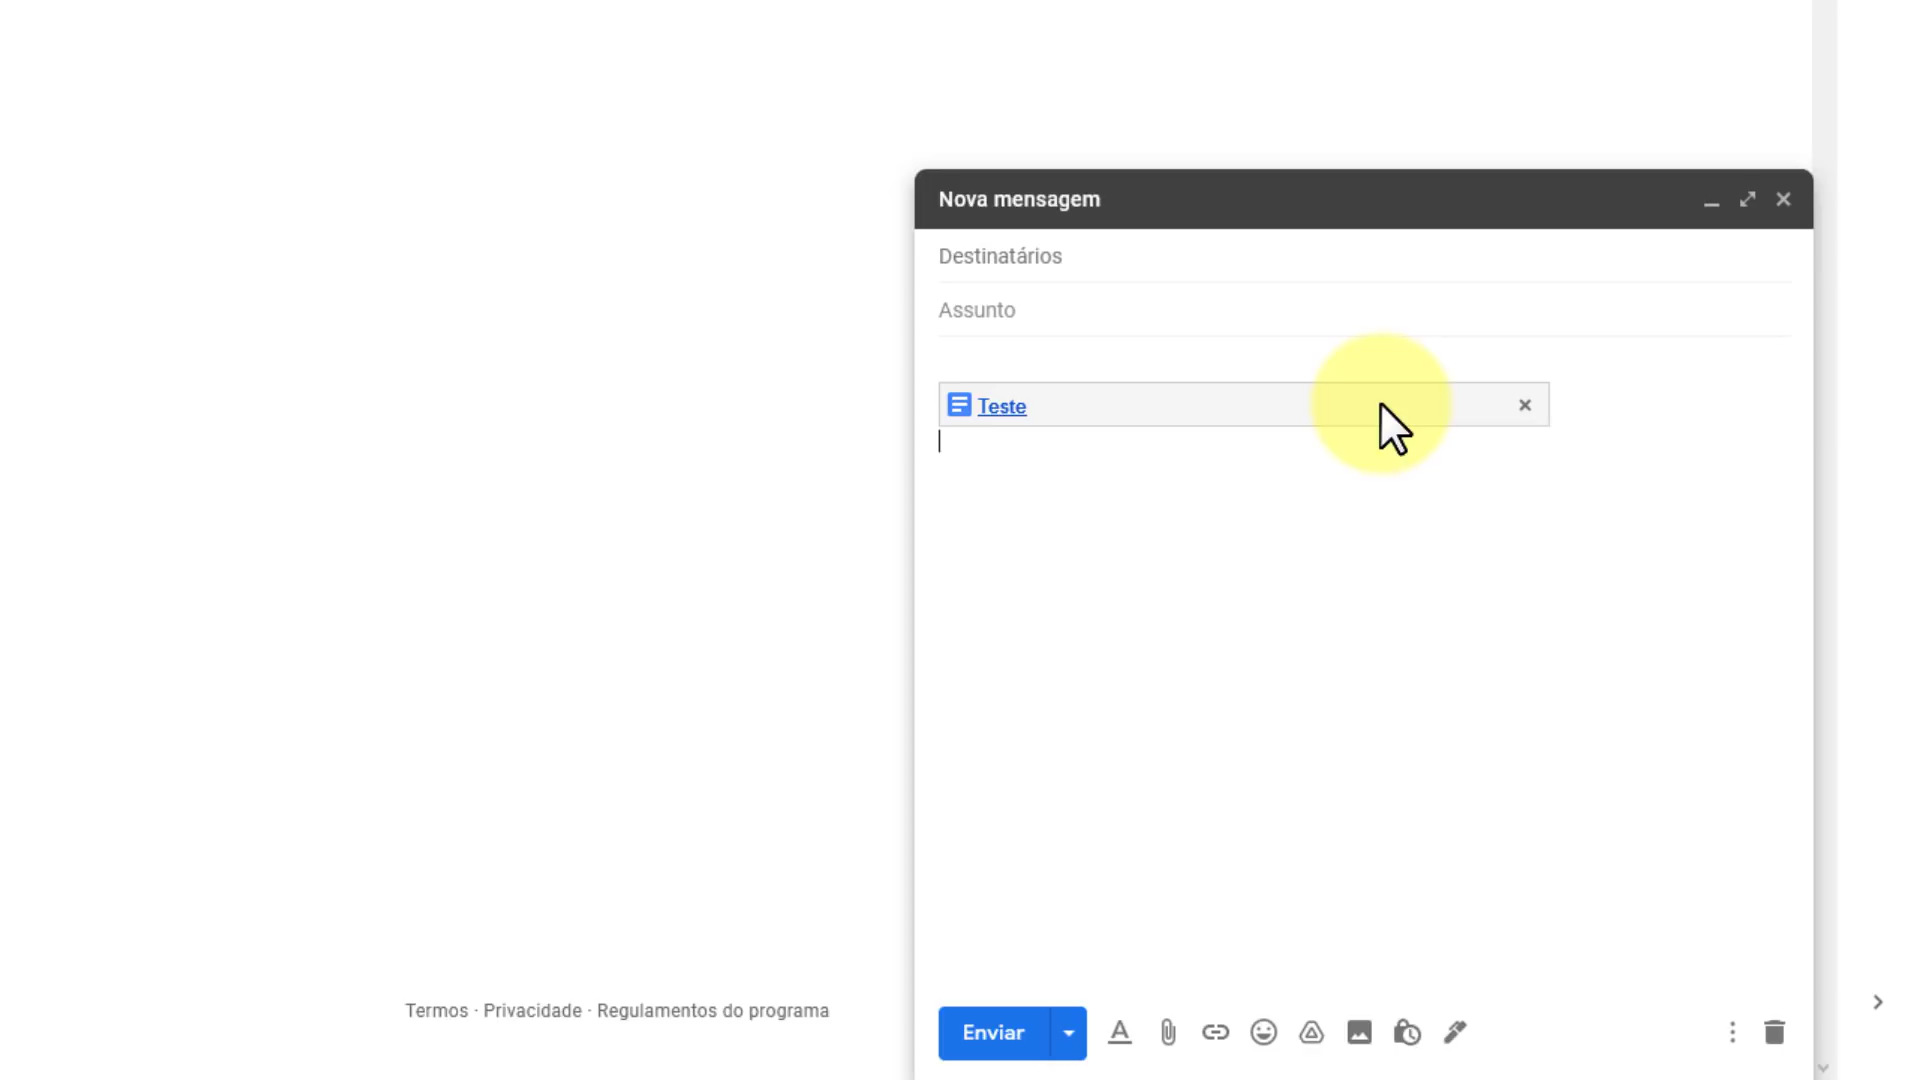 Nova mensagem
Destinatários
Assunto
Teste
Termos · Privacidade · Regulamentos do programa
Enviar